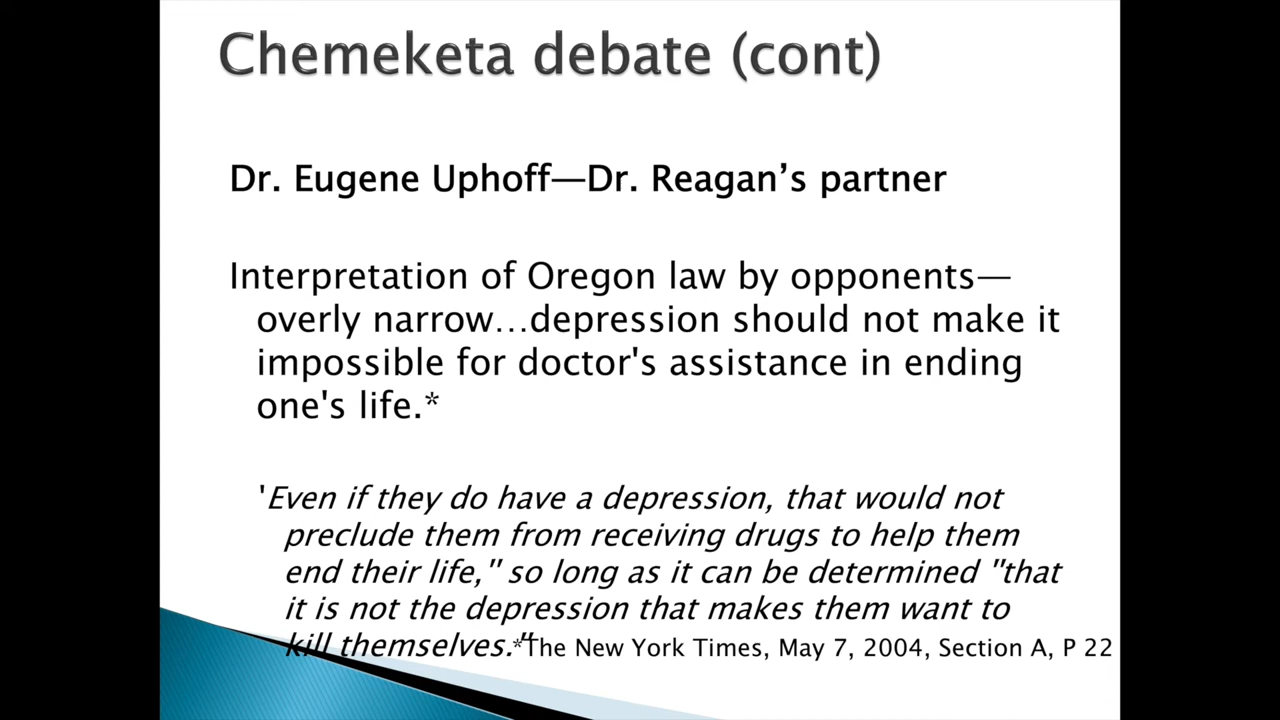 Chemeketa debate (cont)
Dr. Eugene Uphoff—Dr. Reagan’s partner
Interpretation of Oregon law by opponents—
overly narrow…depression should not make it
impossible for doctor's assistance in ending
one's life.*
'Even if they do have a depression, that would not
preclude them from receiving drugs to help them
end their life," so long as it can be determined "that
it is not the depression that makes them want to
kill themselves."
*The New York Times, May 7, 2004, Section A, P 22